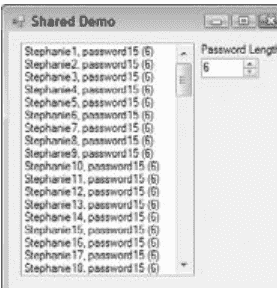 Shared Demo
Stephanie1, password15 (6)
Stephanie2, password15 (6)
Stephanie3, password15 (6)
Stephanie4, password15 (6)
Stephanie5, password15 (6)
Stephanie6, password15 (6)
Stephanie7, password15 (6)
Stephanie8, password15 (6)
Stephanie9, password15 (6)
Stephanie10, password15 (6)
Stephanie11, password15 (6)
Stephanie12, password15 (6)
Stephanie13, password15 (6)
Stephanie14, password15 (6)
Stephanie15, password15 (6)
Stephanie16, password15 (6)
Stephanie17, password15 (6)
Stephanie18, password15 (6)
Password Length
6